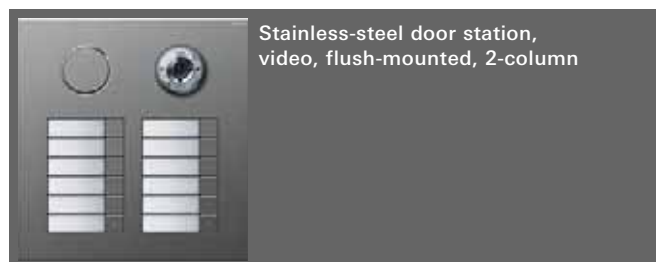 Stainless-steel door station,
video, flush-mounted, 2-column